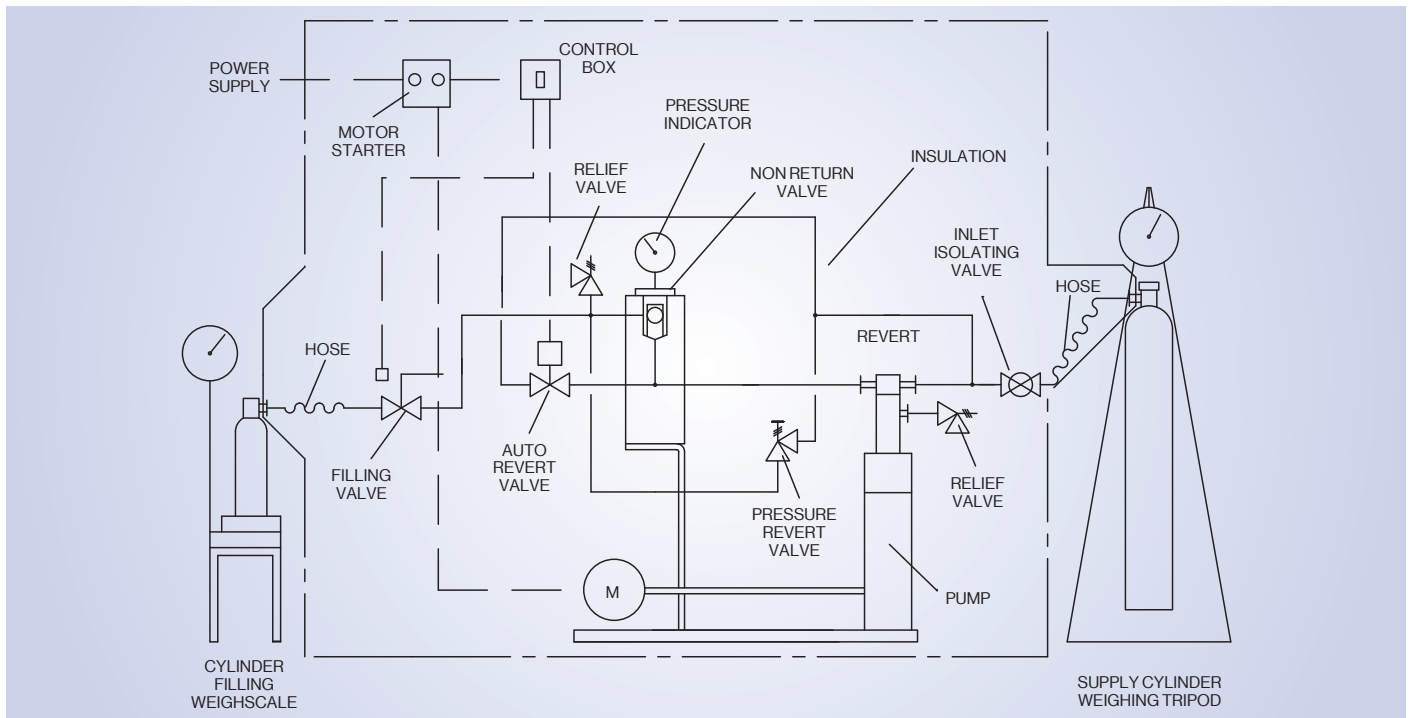 POWER
SUPPLY
MOTOR
STARTER
CONTROL
BOX
PRESSURE
INDICATOR
RELIEF
VALVE
NON RETURN
VALVE
INSULATION
INLET
ISOLATING
VALVE
HOSE
REVERT
HOSE
FILLING
VALVE
AUTO
REVERT
VALVE
PRESSURE
REVERT
VALVE
RELIEF
VALVE
M
PUMP
CYLINDER
FILLING
WEIGHSCALE
SUPPLY CYLINDER
WEIGHING TRIPOD